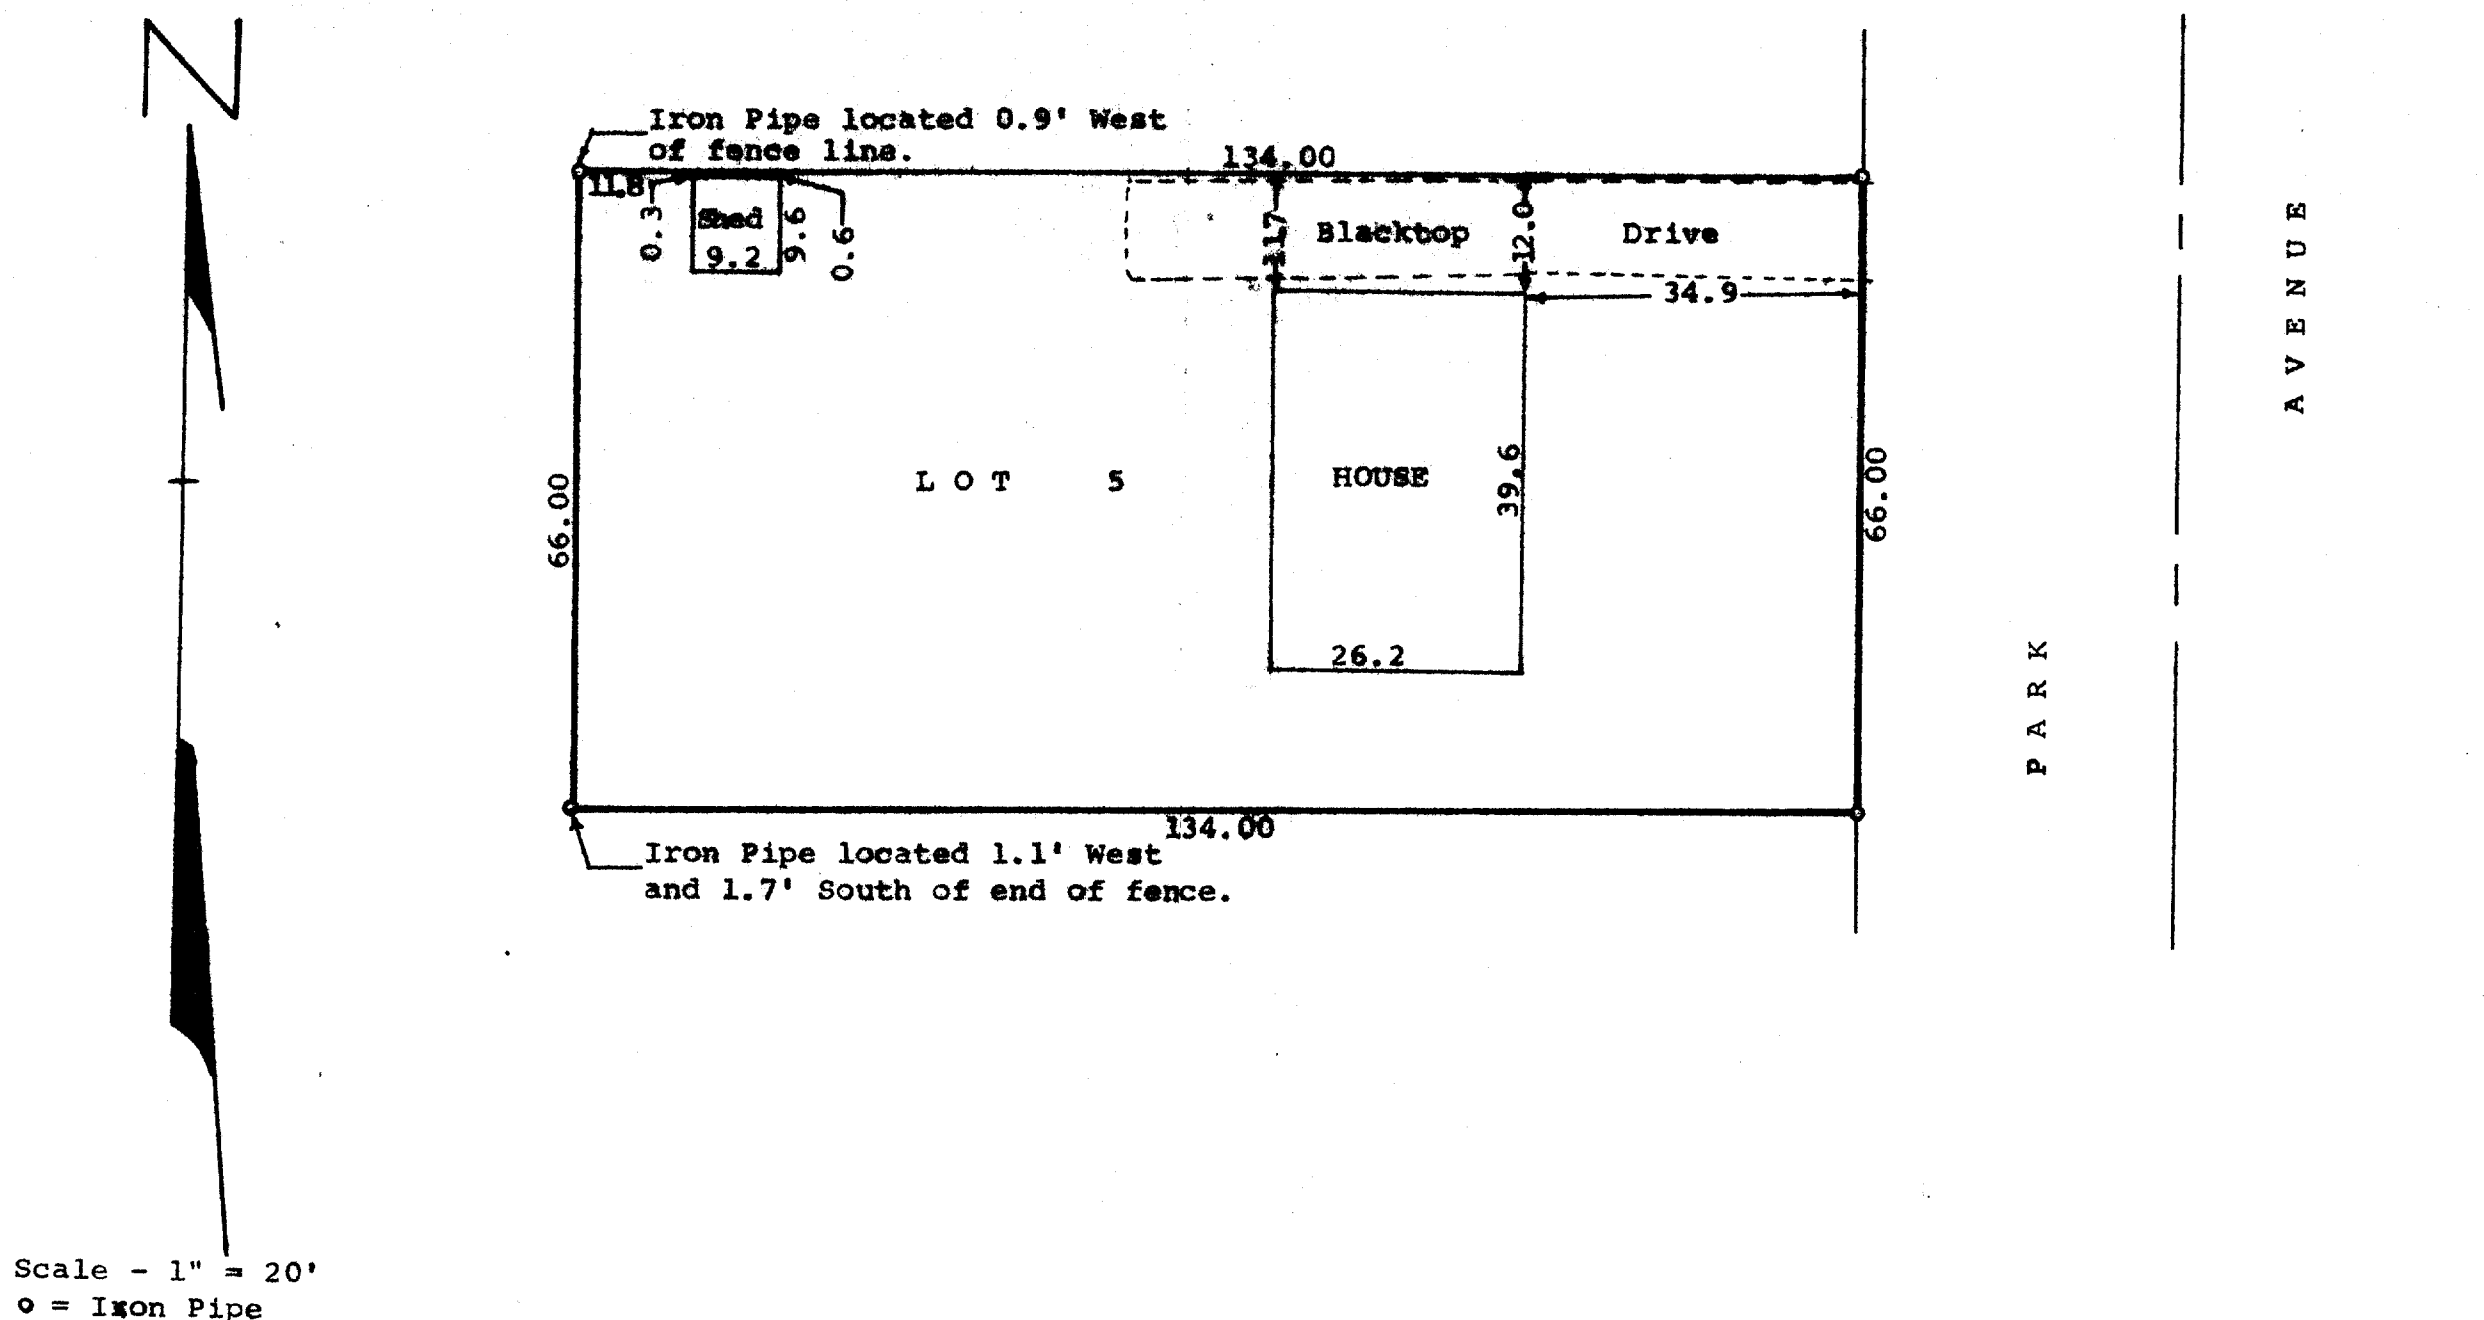 N
Iron Pipe located 0.9' West
of fence line.
134.00
11.8
0.3
Shed
9.2
9.6
0.6
11.7
Blacktop
12.0
Drive
34.9
AVENUE
66.00
LOT 5
HOUSE
39.6
66.00
26.2
PARK
134.00
Iron Pipe located 1.1' West
and 1.7' South of end of fence.
Scale - 1" = 20'
o = Iron Pipe